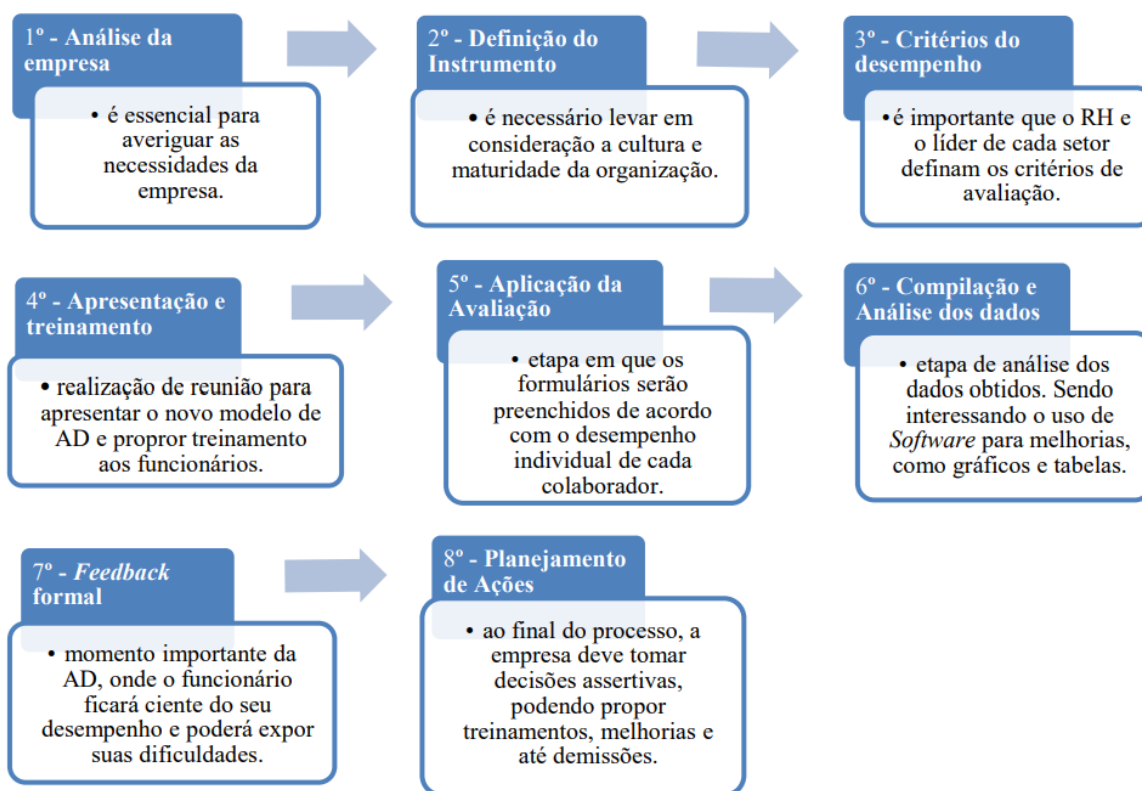 1º - Análise da
empresa
• é essencial para
averiguar as
necessidades da
empresa.
2º - Definição do
Instrumento
• é necessário levar em
consideração a cultura e
maturidade da organização.
3º - Critérios do
desempenho
•é importante que o RH e
o líder de cada setor
definam os critérios de
avaliação.
4º - Apresentação e
treinamento
• realização de reunião para
apresentar o novo modelo de
AD e propror treinamento
aos funcionários.
5º - Aplicação da
Avaliação
• etapa em que os
formulários serão
preenchidos de acordo
com o desempenho
individual de cada
colaborador.
6º - Compilação e
Análise dos dados
• etapa de análise dos
dados obtidos. Sendo
interessando o uso de
Software para melhorias,
como gráficos e tabelas.
7º - Feedback
formal
• momento importante da
AD, onde o funcionário
ficará ciente do seu
desempenho e poderá expor
suas dificuldades.
8º - Planejamento
de Ações
• ao final do processo, a
empresa deve tomar
decisões assertivas,
podendo propor
treinamentos, melhorias e
até demissões.